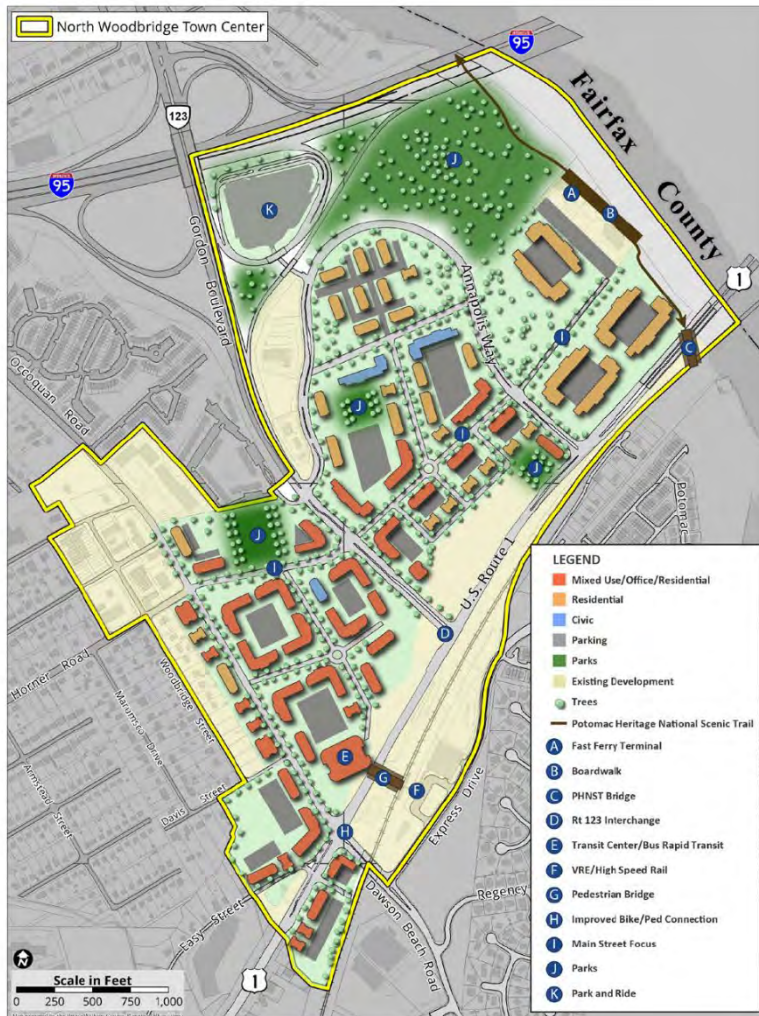 North Woodbridge Town Center
INTERSTATE
95
123
Fairfax
County
INTERSTATE
95
K
J
A
B
1
C
Gordon Boulevard
Annapolis Way
I
Occoquan Road
J
I
J
Potomac
J
I
U.S. Route 1
D
Horner Road
Woodbridge Street
Marumsco Drive
Armstead Street
Davis Street
E
G
F
Express Drive
H
Easy Street
Dawson Beach Road
Regency
1
N
Scale in Feet
0 250 500 750 1,000
LEGEND
Mixed Use/Office/Residential
Residential
Civic
Parking
Parks
Existing Development
Trees
Potomac Heritage National Scenic Trail
A Fast Ferry Terminal
B Boardwalk
C PHNST Bridge
D Rt 123 Interchange
E Transit Center/Bus Rapid Transit
F VRE/High Speed Rail
G Pedestrian Bridge
H Improved Bike/Ped Connection
I Main Street Focus
J Parks
K Park and Ride